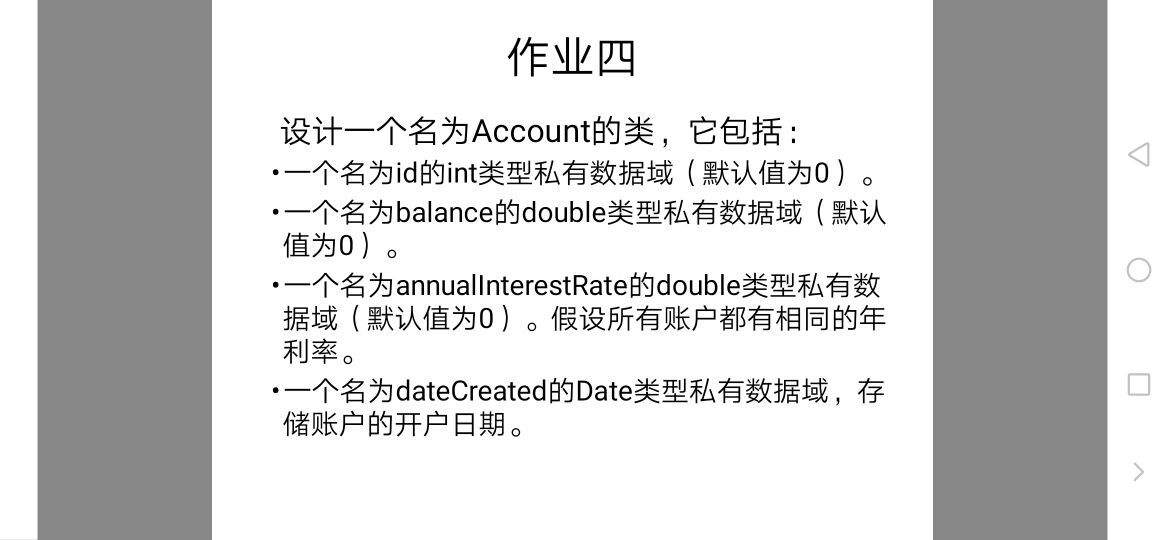 作业四
设计一个名为Account的类，它包括：
•一个名为id的int类型私有数据域（默认值为0）。
•一个名为balance的double类型私有数据域（默认
值为0）。
•一个名为annualInterestRate的double类型私有数
据域（默认值为0）。假设所有账户都有相同的年
利率。
•一个名为dateCreated的Date类型私有数据域，存
储账户的开户日期。